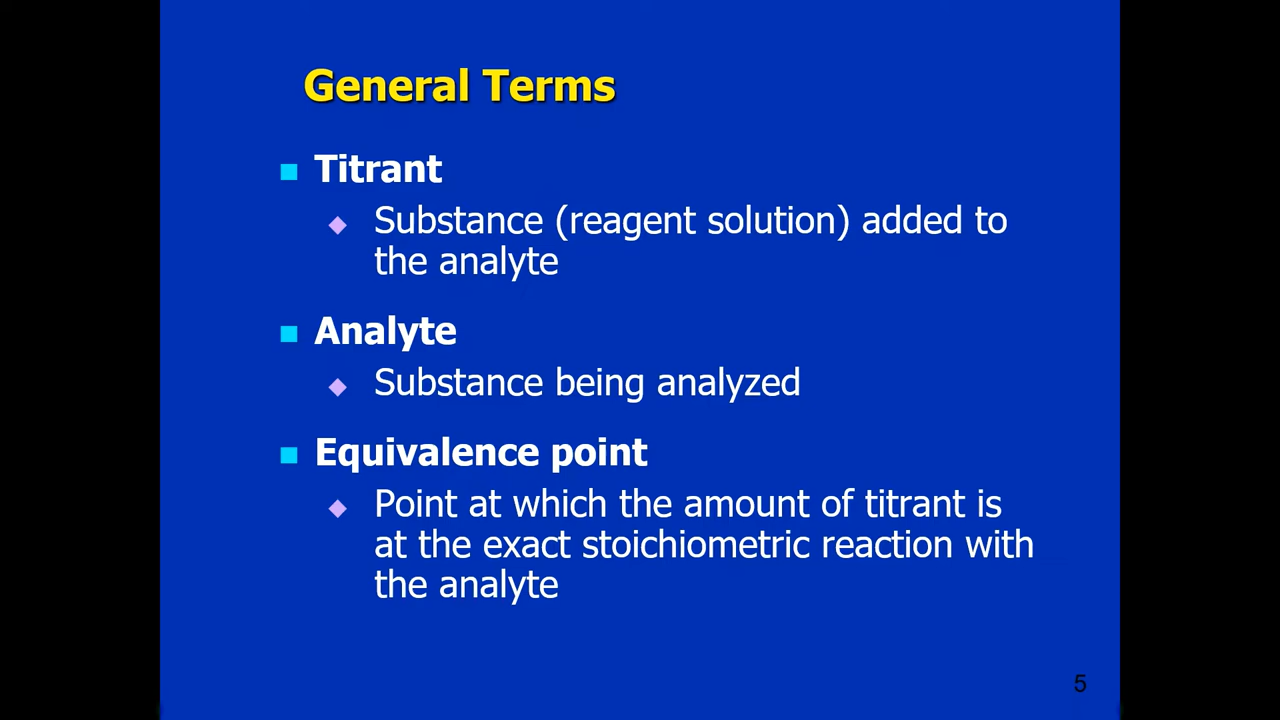 General Terms
Titrant
Substance (reagent solution) added to
the analyte
Analyte
Substance being analyzed
Equivalence point
Point at which the amount of titrant is
at the exact stoichiometric reaction with
the analyte
5